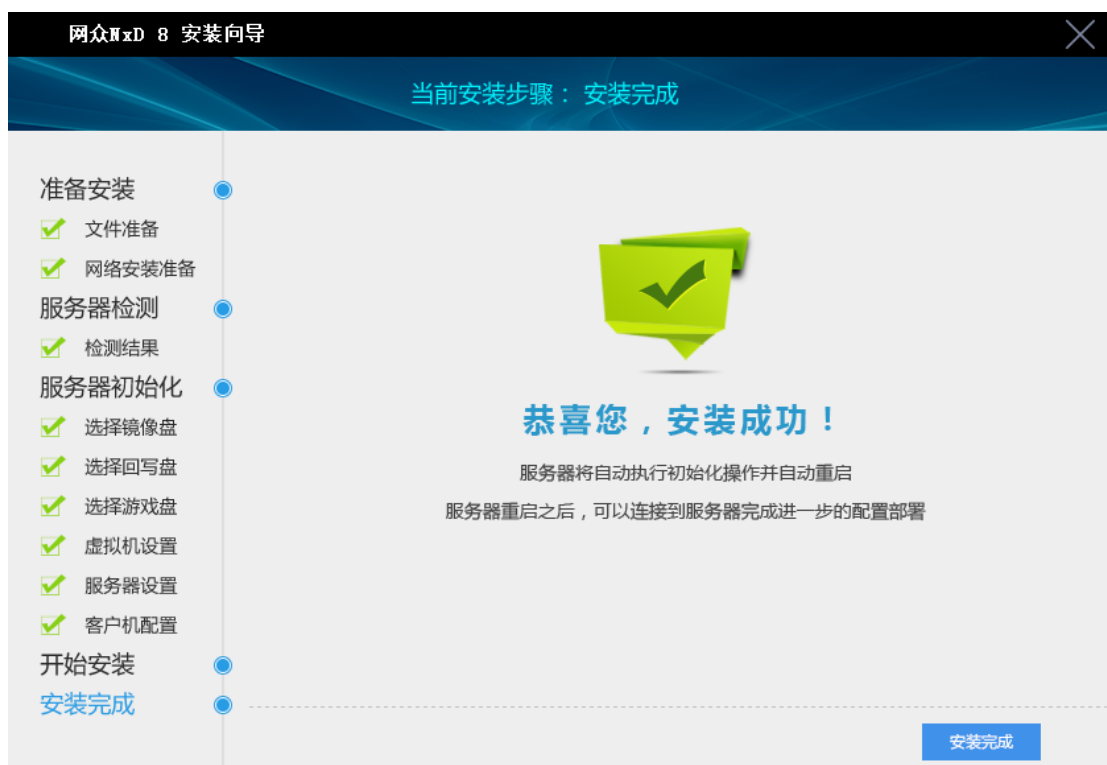 网众NxD 8 安装向导
当前安装步骤： 安装完成
准备安装
文件准备
网络安装准备
服务器检测
检测结果
服务器初始化
选择镜像盘
选择回写盘
选择游戏盘
虚拟机设置
服务器设置
客户机配置
开始安装
安装完成
恭喜您，安装成功！
服务器将自动执行初始化操作并自动重启
服务器重启之后，可以连接到服务器完成进一步的配置部署
安装完成